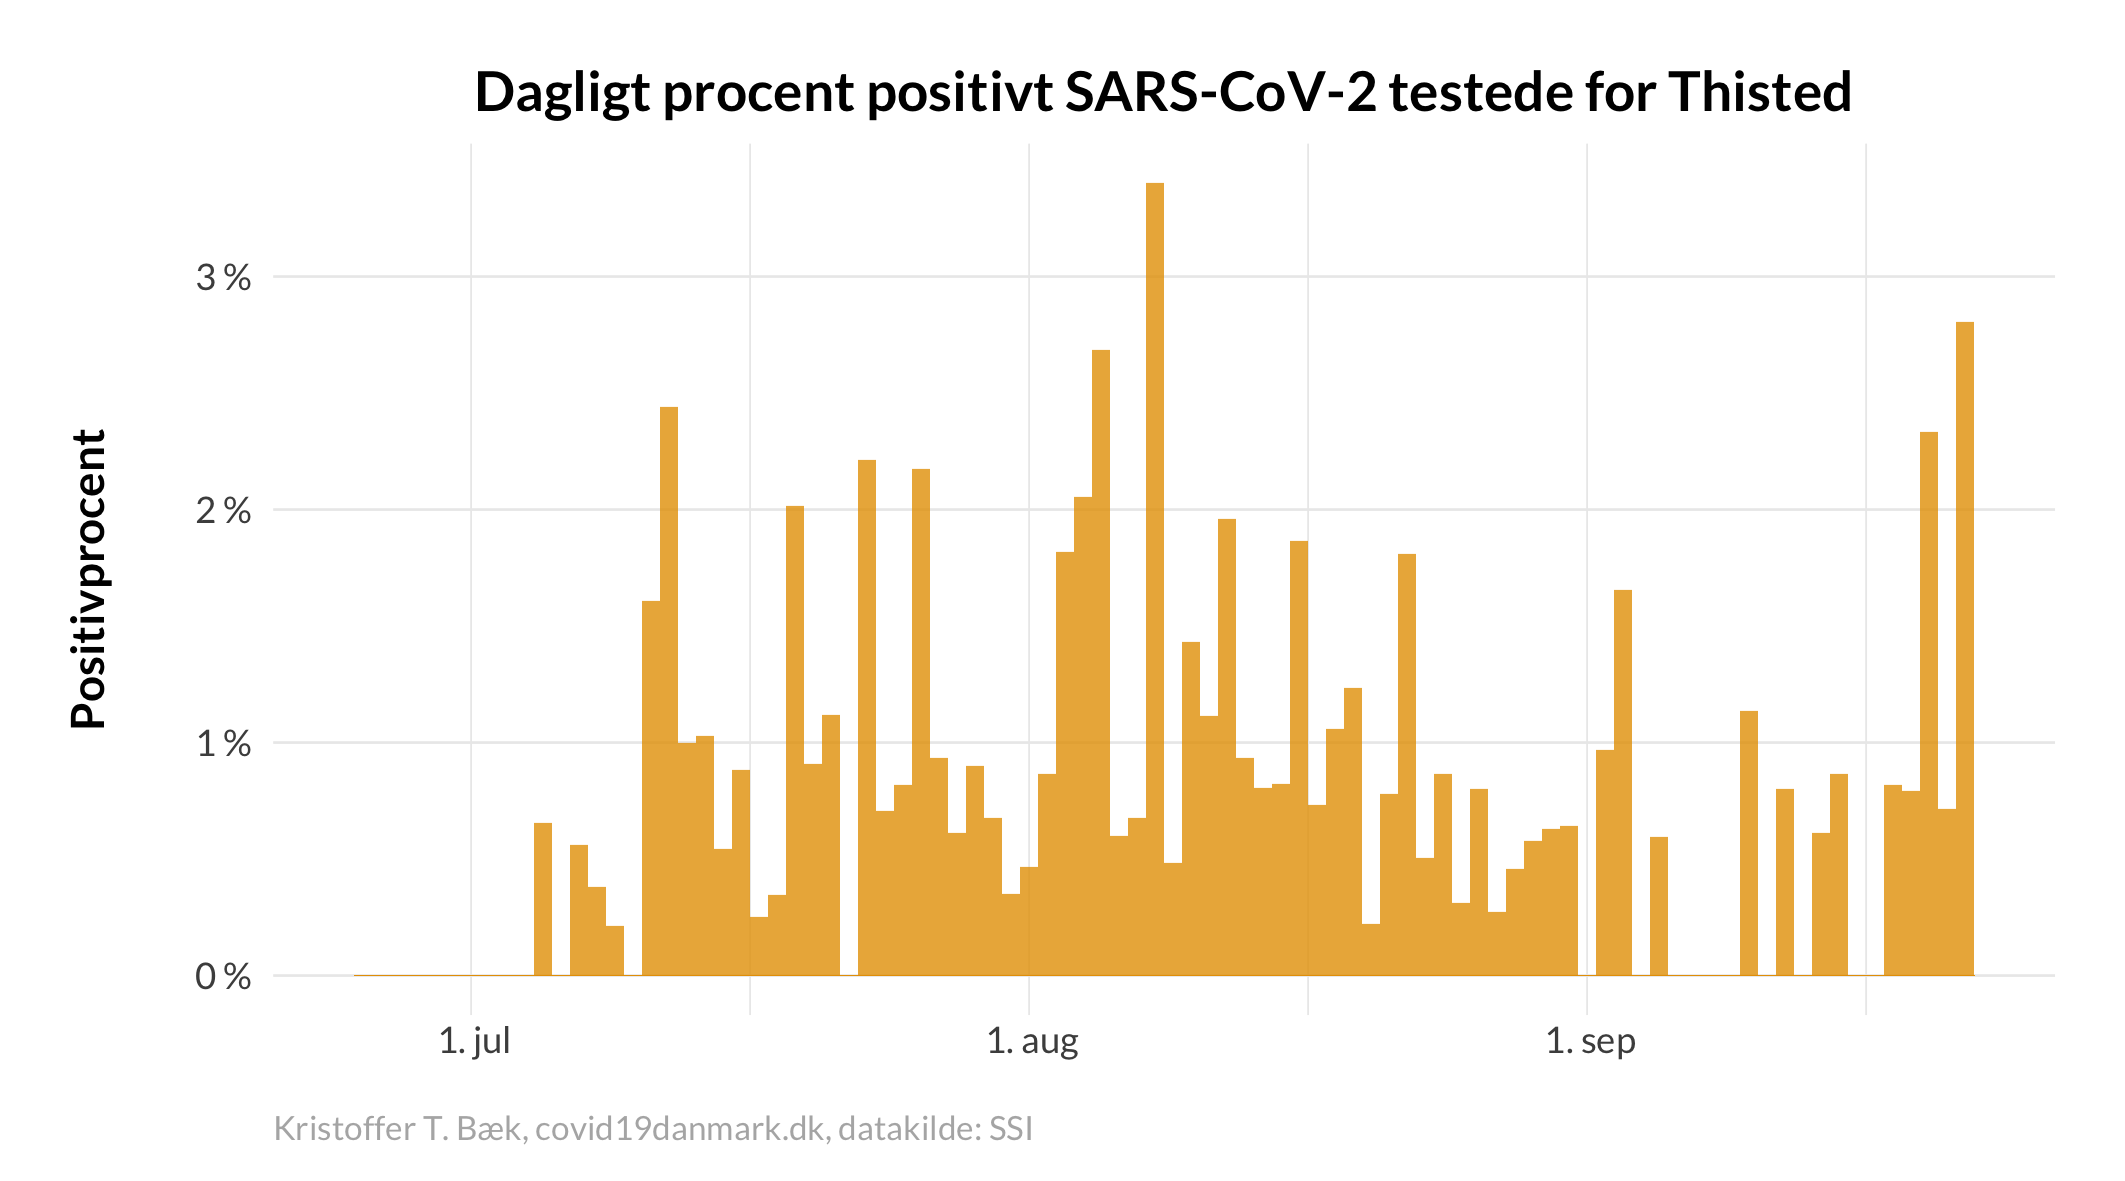 Dagligt procent positivt SARS-CoV-2 testede for Thisted
Positivprocent
3 %
2 %
1 %
0 %
1. jul
1. aug
1. sep
Kristoffer T. Bæk, covid19danmark.dk, datakilde: SSI